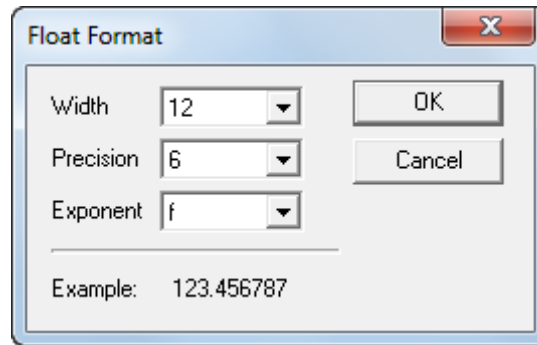 Float Format
Width 12 OK
Precision 6 Cancel
Exponent f
Example: 123.456787